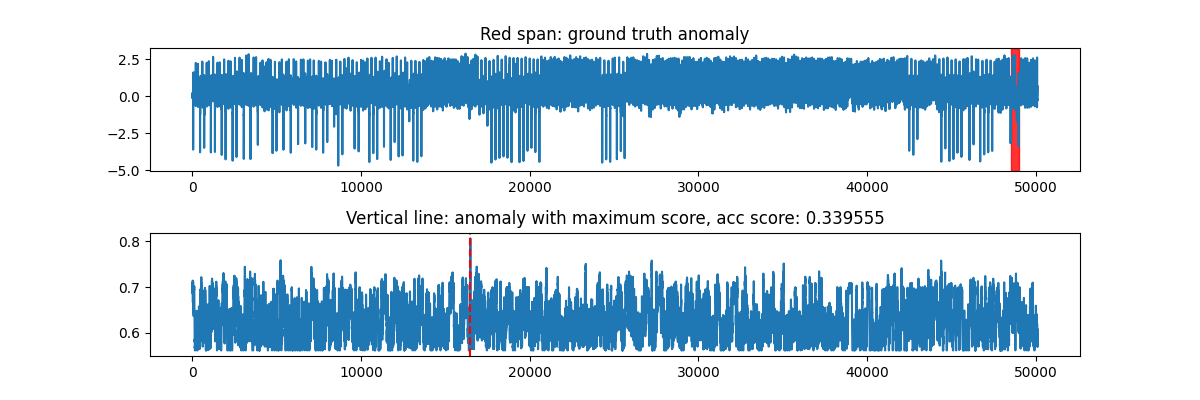 Red span: ground truth anomaly
2.5
0.0
−2.5
−5.0
0 10000 20000 30000 40000 50000
Vertical line: anomaly with maximum score, acc score: 0.339555
0.8
0.7
0.6
0 10000 20000 30000 40000 50000